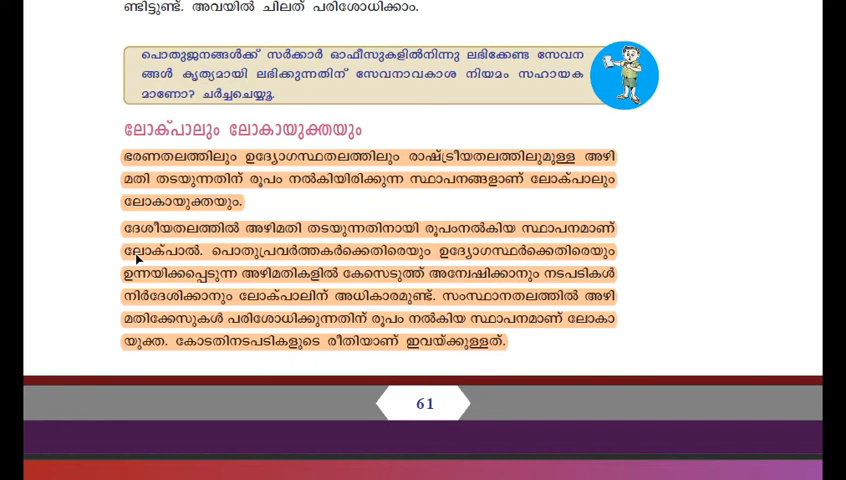 ണ്ടിട്ടുണ്ട്. അവയിൽ ചിലത് പരിശോധിക്കാം.
പൊതുജനങ്ങൾക്ക് സർക്കാർ ഓഫീസുകളിൽനിന്നു ലഭിക്കേണ്ട സേവന
ങ്ങൾ കൃത്യമായി ലഭിക്കുന്നതിന് സേവനാവകാശ നിയമം സഹായക
മാണോ? ചർച്ചചെയ്യൂ.
ലോക്പാലും ലോകായുക്തയും
ഭരണതലത്തിലും ഉദ്യോഗസ്ഥതലത്തിലും രാഷ്ട്രീയതലത്തിലുമുള്ള അഴി
മതി തടയുന്നതിന് രൂപം നൽകിയിരിക്കുന്ന സ്ഥാപനങ്ങളാണ് ലോക്പാലും
ലോകായുക്തയും.
ദേശീയതലത്തിൽ അഴിമതി തടയുന്നതിനായി രൂപംനൽകിയ സ്ഥാപനമാണ്
ലോക്പാൽ. പൊതുപ്രവർത്തകർക്കെതിരെയും ഉദ്യോഗസ്ഥർക്കെതിരെയും
ഉന്നയിക്കപ്പെടുന്ന അഴിമതികളിൽ കേസെടുത്ത് അന്വേഷിക്കാനും നടപടികൾ
നിർദേശിക്കാനും ലോക്പാലിന് അധികാരമുണ്ട്. സംസ്ഥാനതലത്തിൽ അഴി
മതിക്കേസുകൾ പരിശോധിക്കുന്നതിന് രൂപം നൽകിയ സ്ഥാപനമാണ് ലോകാ
യുക്ത. കോടതിനടപടികളുടെ രീതിയാണ് ഇവയ്ക്കുള്ളത്.
61